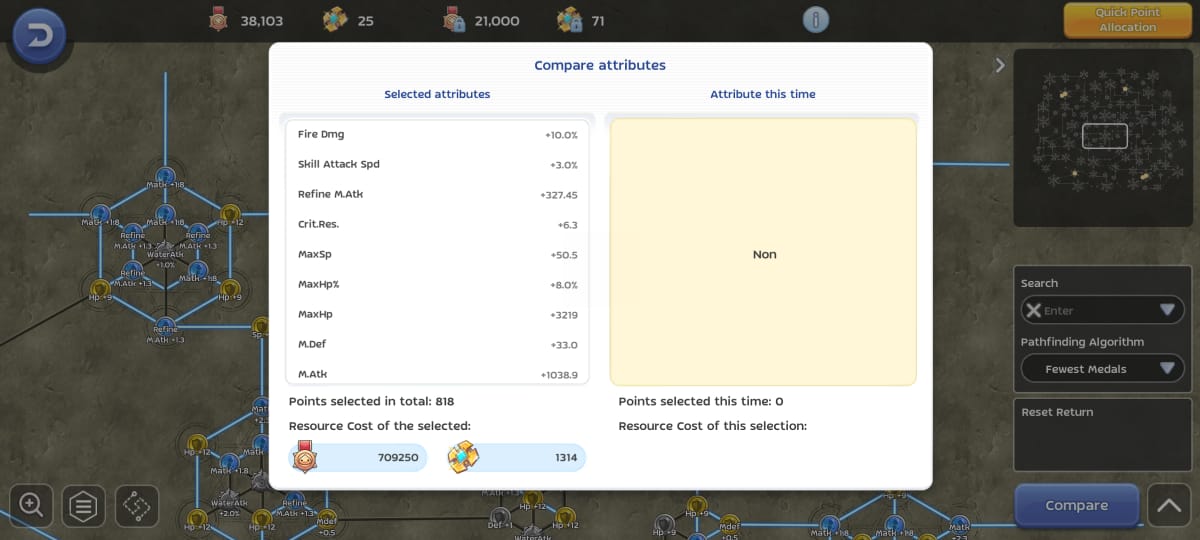 38,103
25
21,000
71
Quick Point
Allocation
Compare attributes
Selected attributes
Attribute this time
Fire Dmg +10.0%
Skill Attack Spd +3.0%
Refine M.Atk +327.45
Crit.Res. +6.3
MaxSp +50.5
MaxHp% +8.0%
MaxHp +3219
M.Def +33.0
M.Atk +1038.9
Non
Points selected in total: 818
Points selected this time: 0
Resource Cost of the selected:
Resource Cost of this selection:
709250
1314
Search
Enter
Pathfinding Algorithm
Fewest Medals
Reset Return
Compare
Matk +1.8
Matk +1.8
Matk +1.8
Hp +12
Refine
M.Atk +1.3
Refine
M.Atk +1.3
WaterAtk
+1.0%
Refine
M.Atk +1.3
Matk +1.8
Hp +9
Hp +9
Refine
M.Atk +1.3
Hp +12
Matk +1.8
WaterAtk
+2.0%
Refine
M.Atk +1.3
Hp +12
Hp +12
Mdef
+0.5
M.Atk +1.3
Hp +12
Def +1
Hp +12
WaterAtk
Hp +12
Hp +9
Mdef
+0.5
Hp +9
Matk +1.8
Matk +1.8
Matk
+2.3